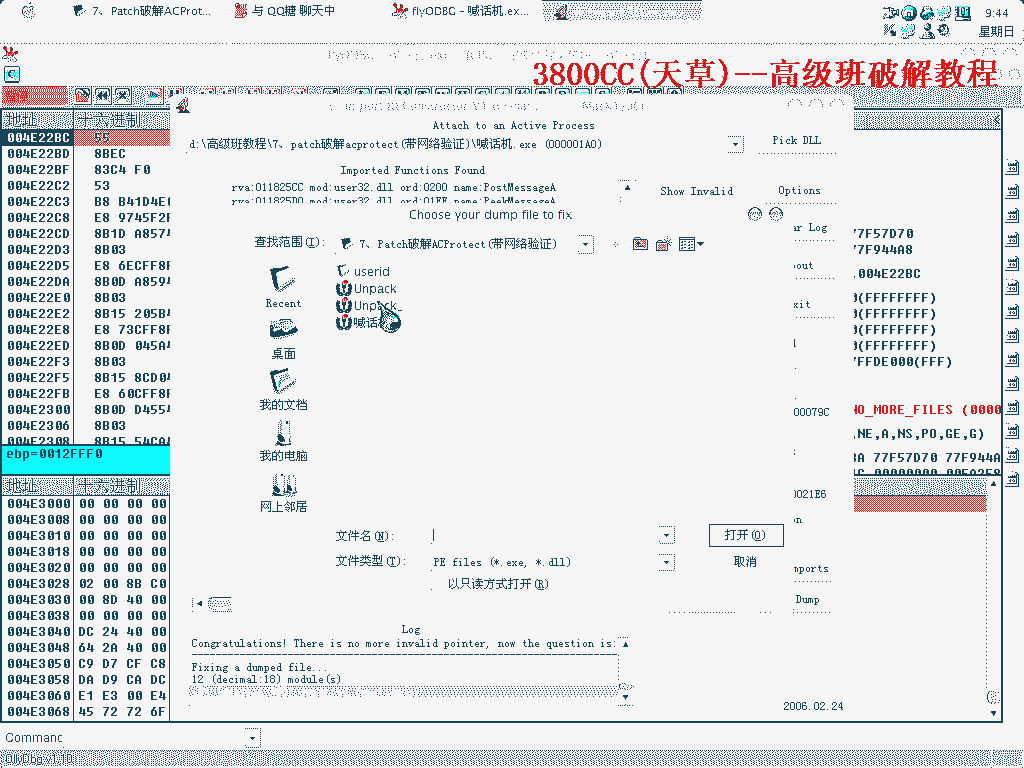 7、Patch破解ACProt...
与 QQ糖 聊天中
flyODBG - 喊话机.ex...
9:44
星期日
3800CC(天草)--高级班破解教程
地址 十六进制
004E22BC 55
004E22BD 8BEC
004E22BF 83C4 F0
004E22C2 53
004E22C3 B8 B41D4E
004E22C8 E8 9745F2F
004E22CD 8B1D A857
004E22D3 8B03
004E22D5 E8 6ECFF8F
004E22DA 8B0D A859
004E22E0 8B03
004E22E2 8B15 205B
004E22E8 E8 73CFF8F
004E22ED 8B0D 045A
004E22F3 8B03
004E22F5 8B15 8CD0
004E22FB E8 60CFF8F
004E2300 8B0D D455
004E2306 8B03
004E2308 8B15 54CA
ebp=0012FFF0
地址 十六进制
004E3000 00 00 00 00
004E3008 00 00 00 00
004E3010 00 00 00 00
004E3018 00 00 00 00
004E3020 00 00 00 00
004E3028 02 00 8B C0
004E3030 00 8D 40 00
004E3038 00 00 00 00
004E3040 DC 24 40 00
004E3048 64 2A 40 00
004E3050 C9 D7 CF C8
004E3058 DA D9 CA DC
004E3060 E1 E3 00 E4
004E3068 45 72 72 6F
Attach to an Active Process
d:\高级班教程\7、patch破解acprotect(带网络验证)\喊话机.exe (000001A0)
Pick DLL
Imported Functions Found
rva:011825CC mod:user32.dll ord:0200 name:PostMessageA
rva:011825D0 mod:user32.dll ord:01FF name:PeekMessageA
Show Invalid
Options
Choose your dump file to fix
查找范围(I):
7、Patch破解ACProtect(带网络验证)
ar Log
Recent
桌面
我的文档
我的电脑
网上邻居
userid
Unpack
Unpack_
喊话
out
xit
77F57D70
77F944A8
.004E22BC
(FFFFFFFF)
(FFFFFFFF)
(FFFFFFFF)
(FFFFFFFF)
7FFDE000(FFF)
00079C
NO_MORE_FILES (0000
,NE,A,NS,PO,GE,G)
BA 77F57D70 77F944A
0021E6
文件名(N):
打开(O)
文件类型(T):
PE files (*.exe, *.dll)
取消
以只读方式打开(R)
mports
Dump
Log
Congratulations! There is no more invalid pointer, now the question is:
Fixing a dumped file...
12 (decimal:18) module(s)
2006.02.24
OllyDbg v1.10